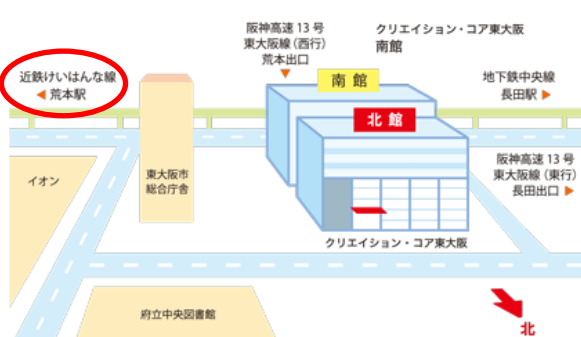 阪神高速 13 号
東大阪線（西行）
荒本出口
▼
クリエイション・コア東大阪
南館
近鉄けいはんな線
◀ 荒本駅
南 館
地下鉄中央線
長田駅 ▶
北 館
阪神高速 13 号
東大阪線（東行）
長田出口 ▶
イオン
東大阪市
総合庁舎
クリエイション・コア東大阪
府立中央図書館
北